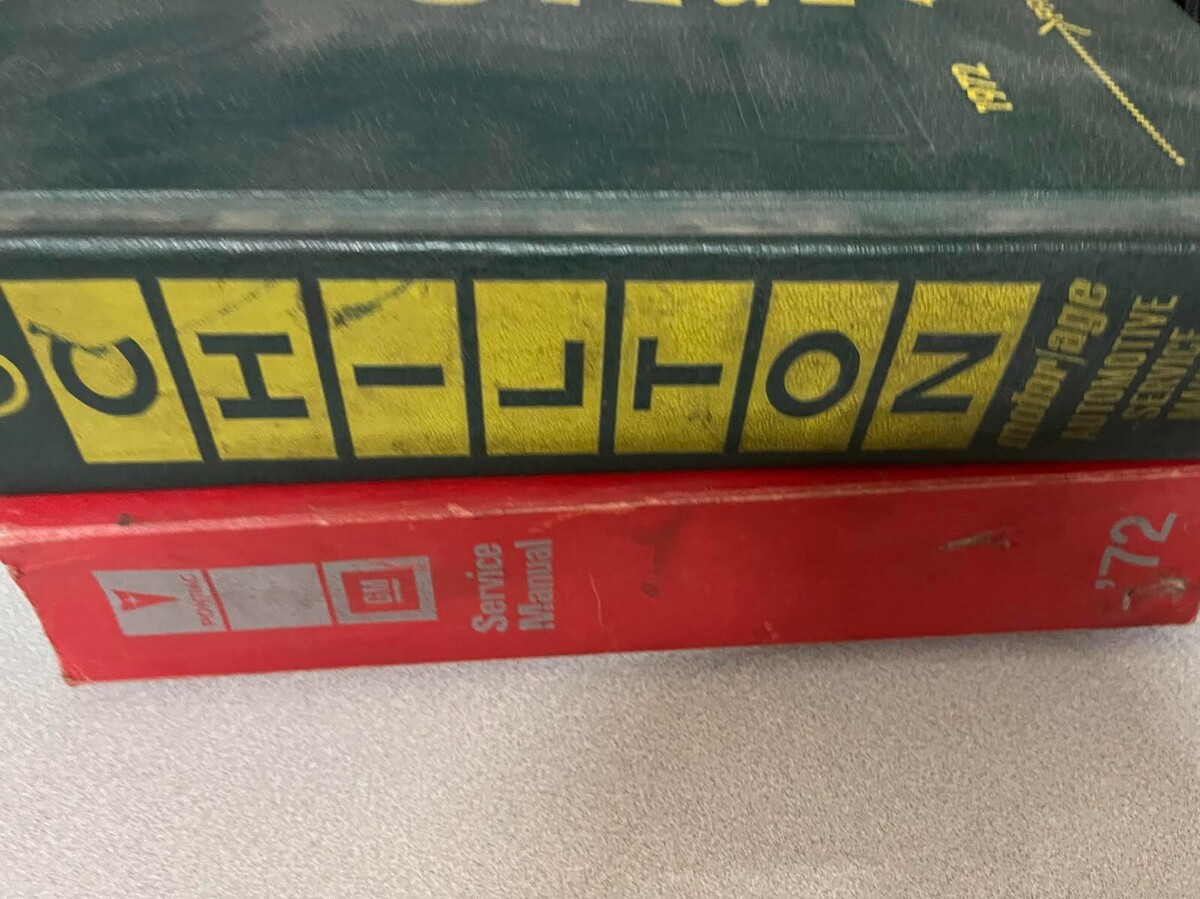 1972
CHILTON
motor/age
AUTOMOTIVE
SERVICE
PONTIAC
GM
Service
Manual
'72